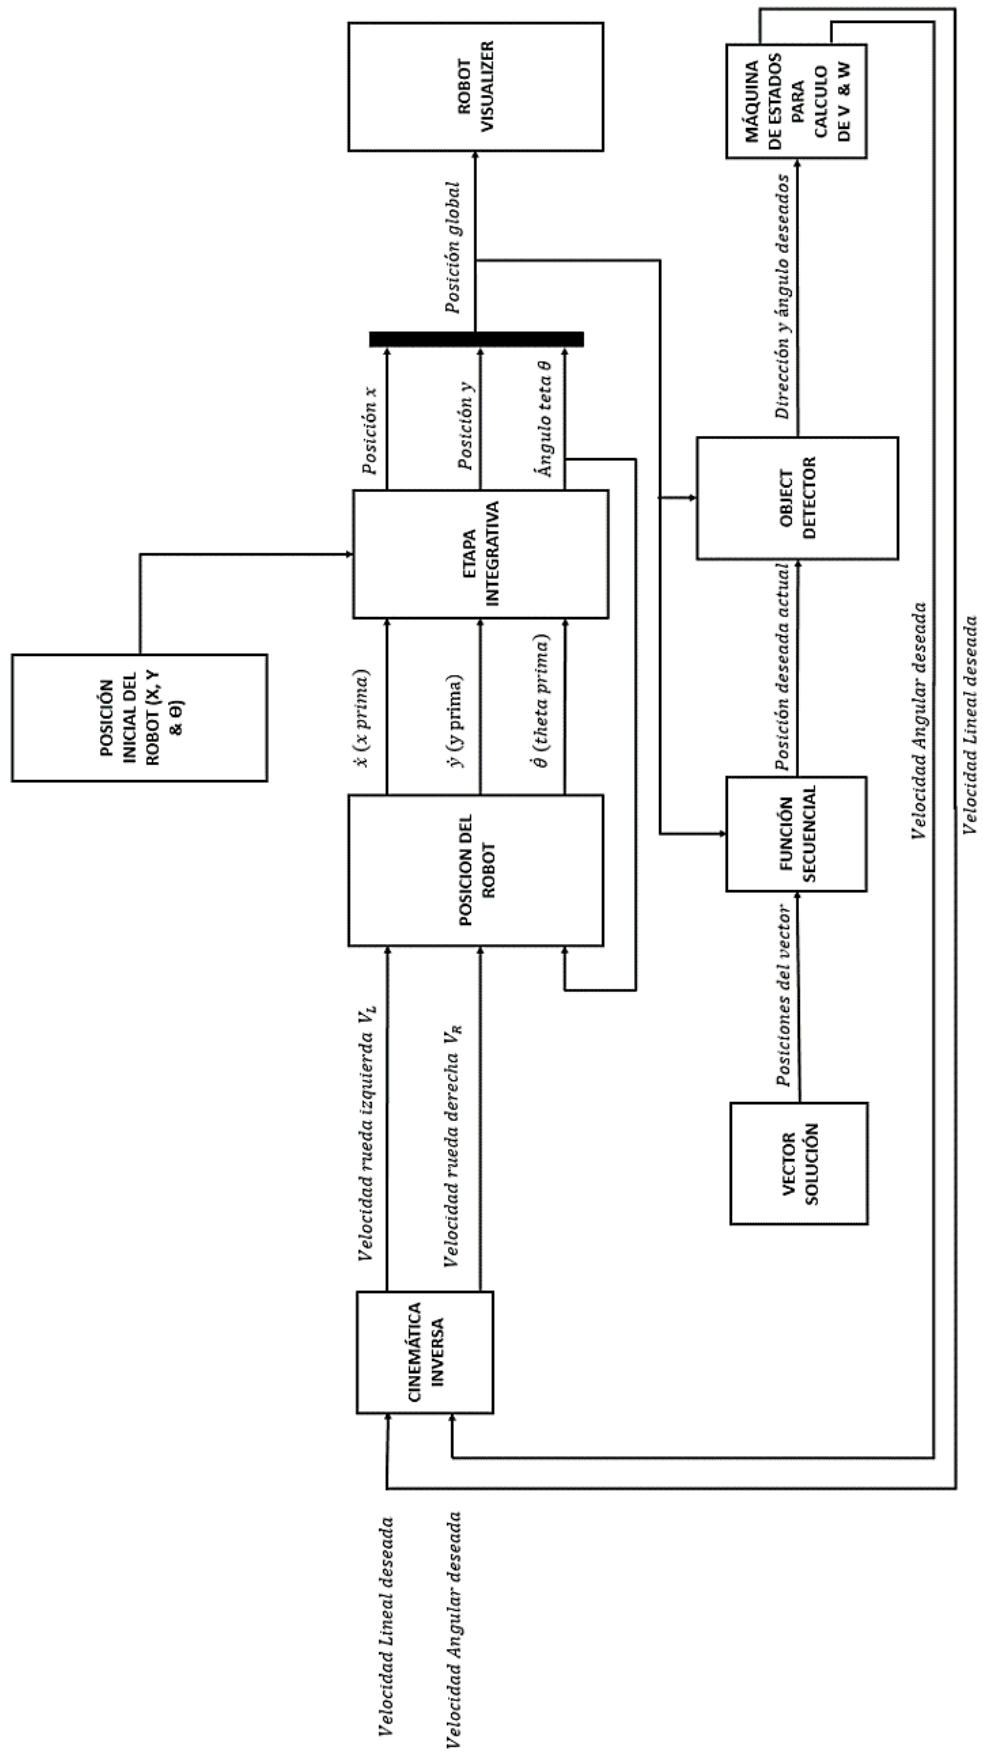 POSICIÓN
INICIAL DEL
ROBOT (X, Y
& Θ)
Velocidad Lineal deseada
Velocidad Angular deseada
CINEMÁTICA
INVERSA
Velocidad rueda izquierda V_L
Velocidad rueda derecha V_R
POSICION DEL
ROBOT
ẋ (x prima)
ẏ (y prima)
θ̇ (theta prima)
ETAPA
INTEGRATIVA
Posición x
Posición y
Ángulo teta θ
Posición global
ROBOT
VISUALIZER
VECTOR
SOLUCIÓN
Posiciones del vector
FUNCIÓN
SECUENCIAL
Posición deseada actual
OBJECT
DETECTOR
Dirección y ángulo deseados
MÁQUINA
DE ESTADOS
PARA
CALCULO
DE V & W
Velocidad Angular deseada
Velocidad Lineal deseada